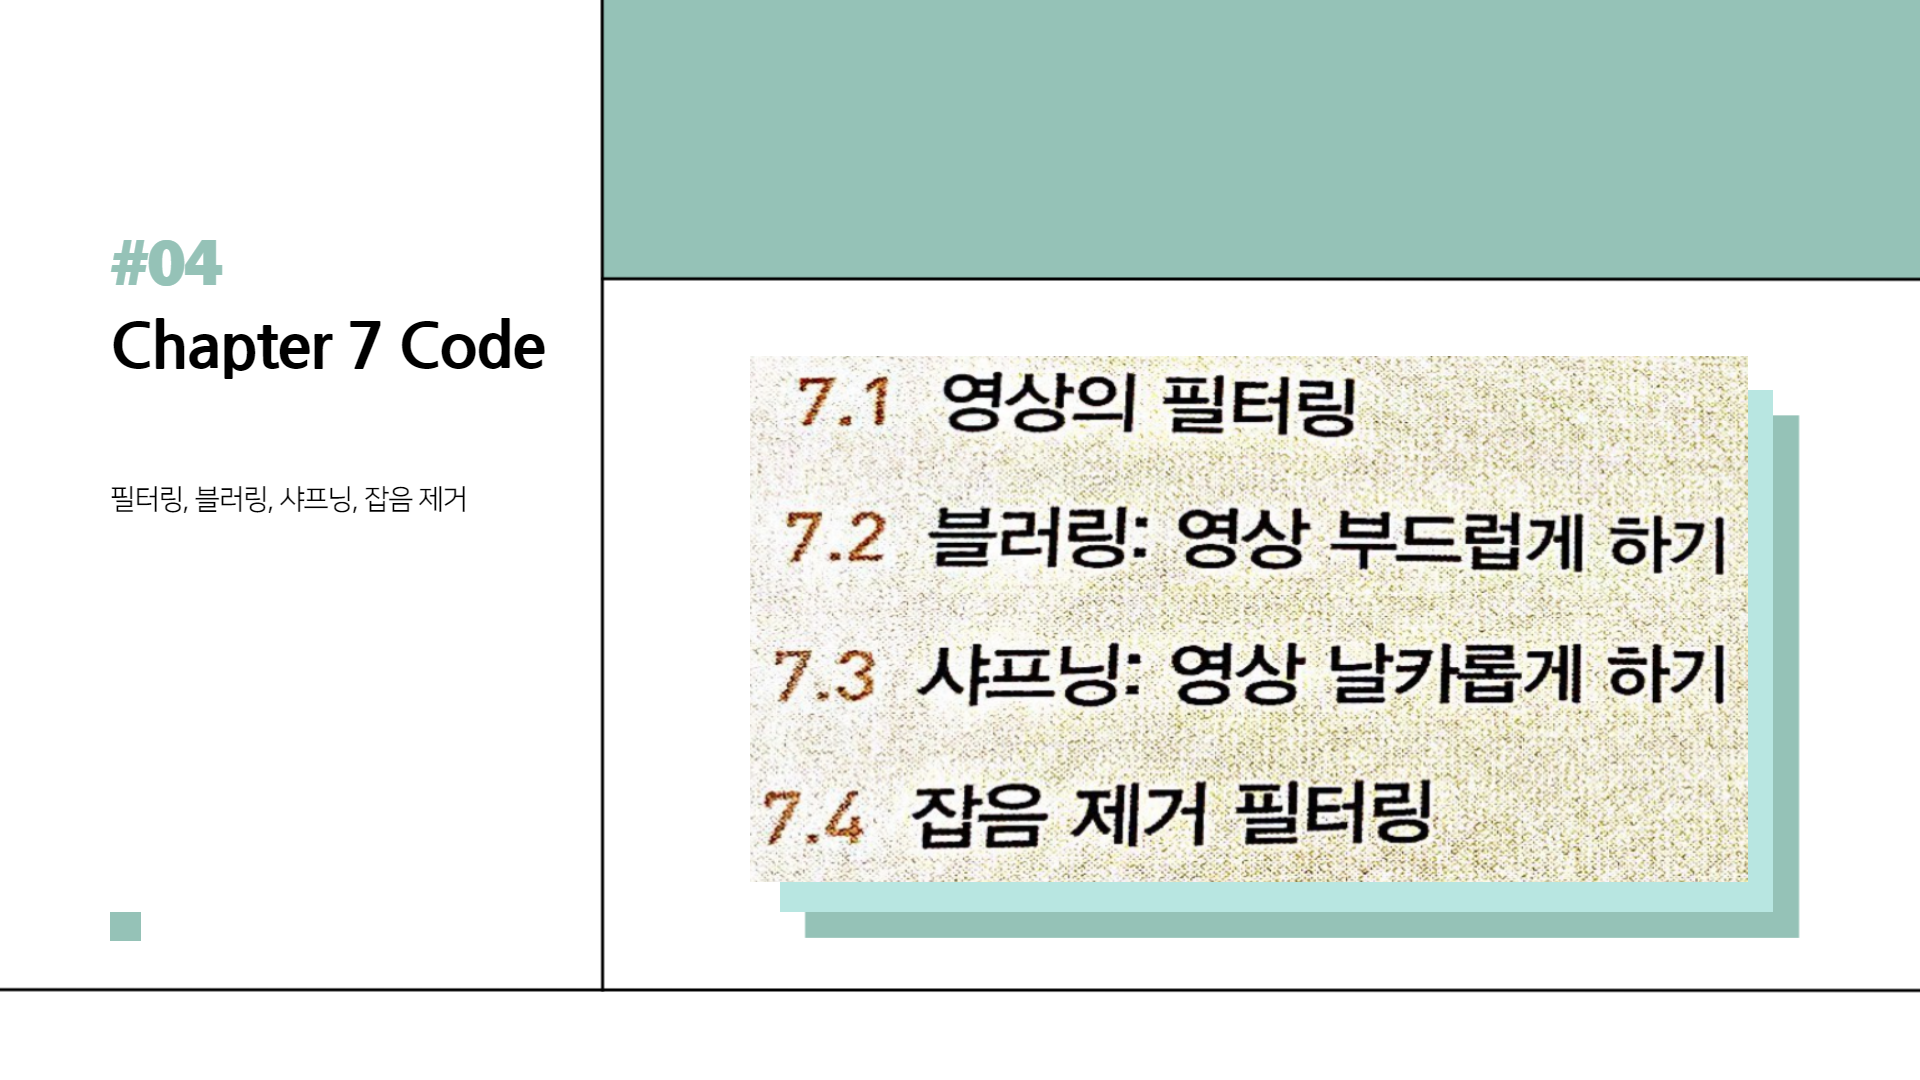 #04
Chapter 7 Code
필터링, 블러링, 샤프닝, 잡음 제거
7.1 영상의 필터링
7.2 블러링: 영상 부드럽게 하기
7.3 샤프닝: 영상 날카롭게 하기
7.4 잡음 제거 필터링